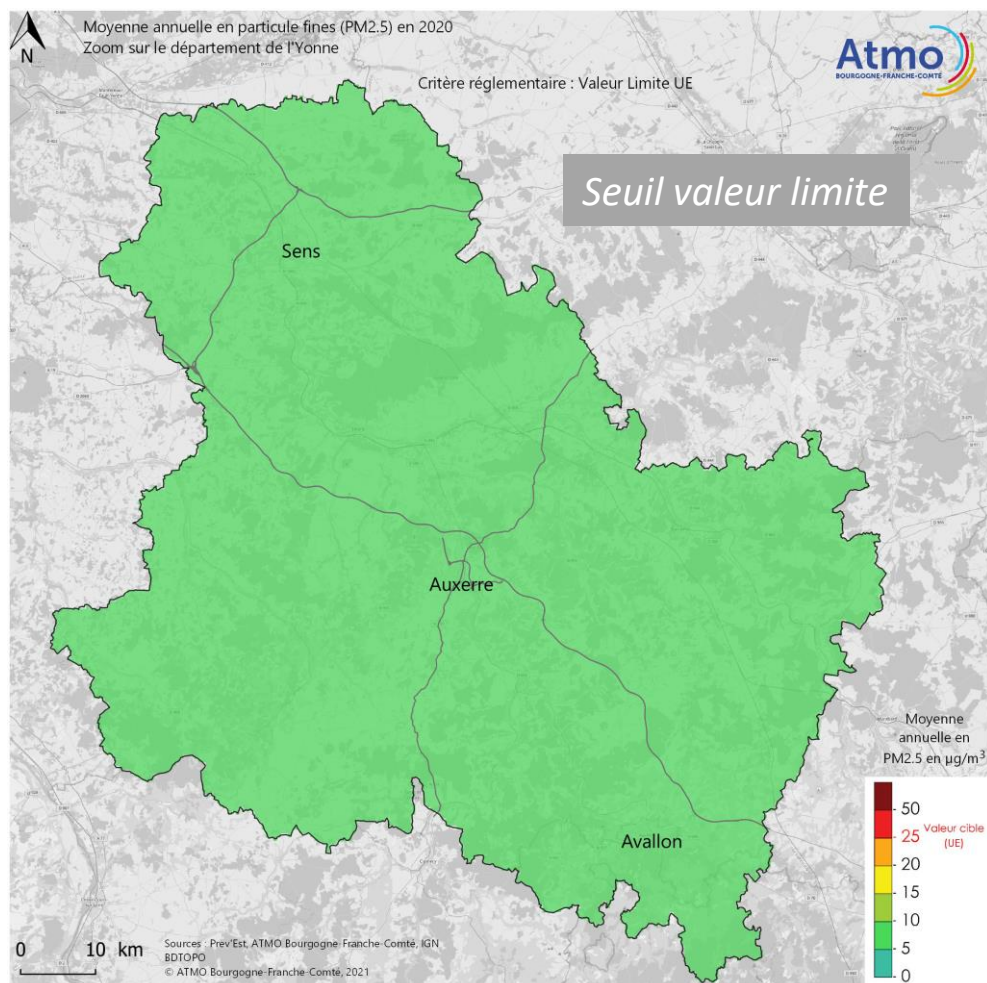 Moyenne annuelle en particule fines (PM2.5) en 2020
Zoom sur le département de l'Yonne
N
Critère réglementaire : Valeur Limite UE
Atmo
BOURGOGNE-FRANCHE-COMTÉ
Seuil valeur limite
Sens
Auxerre
Avallon
Moyenne
annuelle en
PM2.5 en µg/m³
50
25 Valeur cible
(UE)
20
15
10
5
0
0 10 km
Sources : Prév'Est, ATMO Bourgogne-Franche-Comté, IGN
BDTOPO
© ATMO Bourgogne-Franche-Comté, 2021